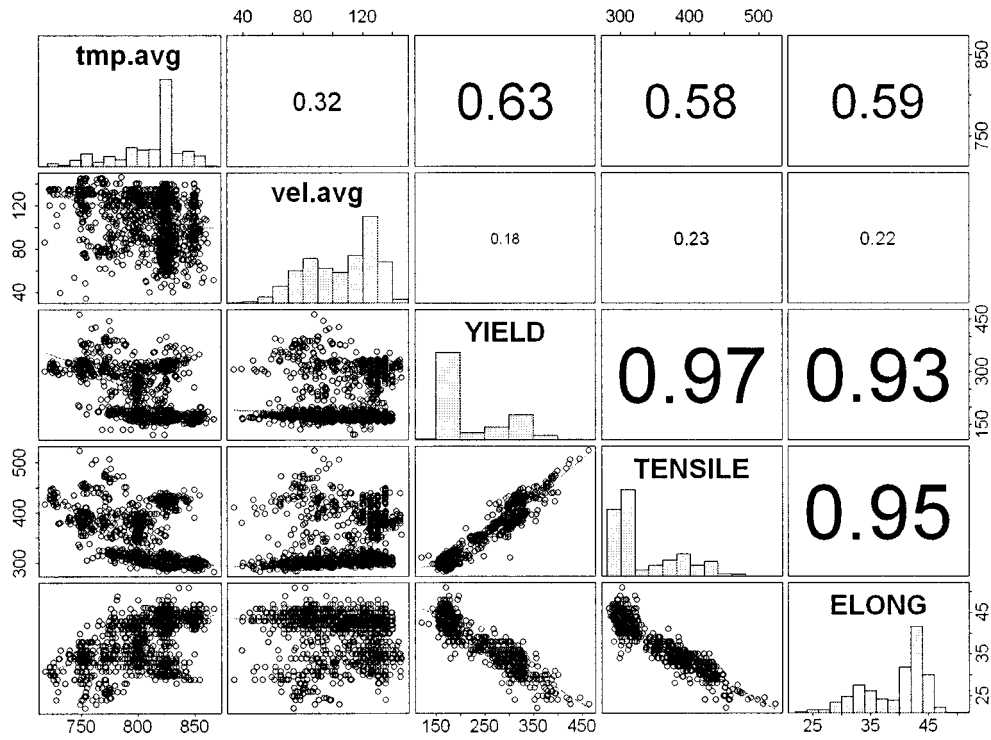 40 80 120 300 400 500
tmp.avg 0.32 0.63 0.58 0.59
750 850
40 80 120
vel.avg 0.18 0.23 0.22
YIELD 0.97 0.93
150 300 450
300 400 500
TENSILE 0.95
ELONG
25 35 45
750 800 850 150 250 350 450 25 35 45